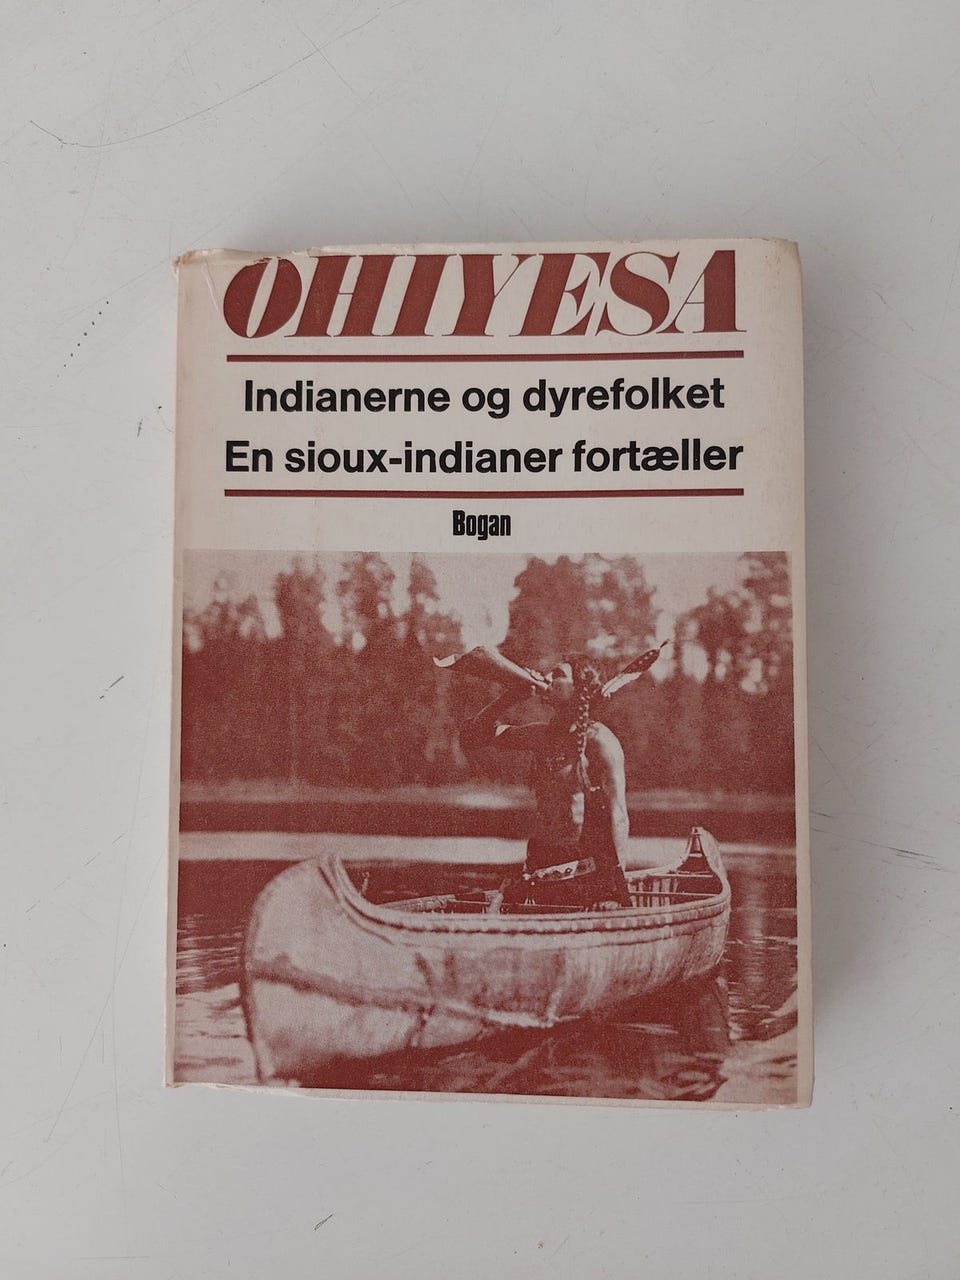 OHIYESA
Indianerne og dyrefolket
En sioux-indianer fortæller
Bogan